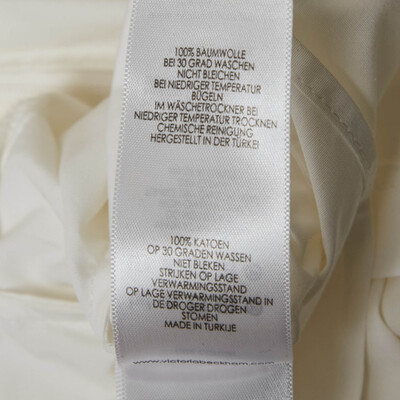 100% BAUMWOLLE
BEI 30 GRAD WASCHEN
NICHT BLEICHEN
BEI NIEDRIGER TEMPERATUR
BÜGELN
IM WÄSCHETROCKNER BEI
NIEDRIGER TEMPERATUR TROCKNEN
CHEMISCHE REINIGUNG
HERGESTELLT IN DER TÜRKEI
100% KATOEN
OP 30 GRADEN WASSEN
NIET BLEKEN
STRIJKEN OP LAGE
VERWARMINGSSTAND
OP LAGE VERWARMINGSSTAND IN
DE DROGER DROGEN
STOMEN
MADE IN TURKIJE
www.victoriabeckham.com